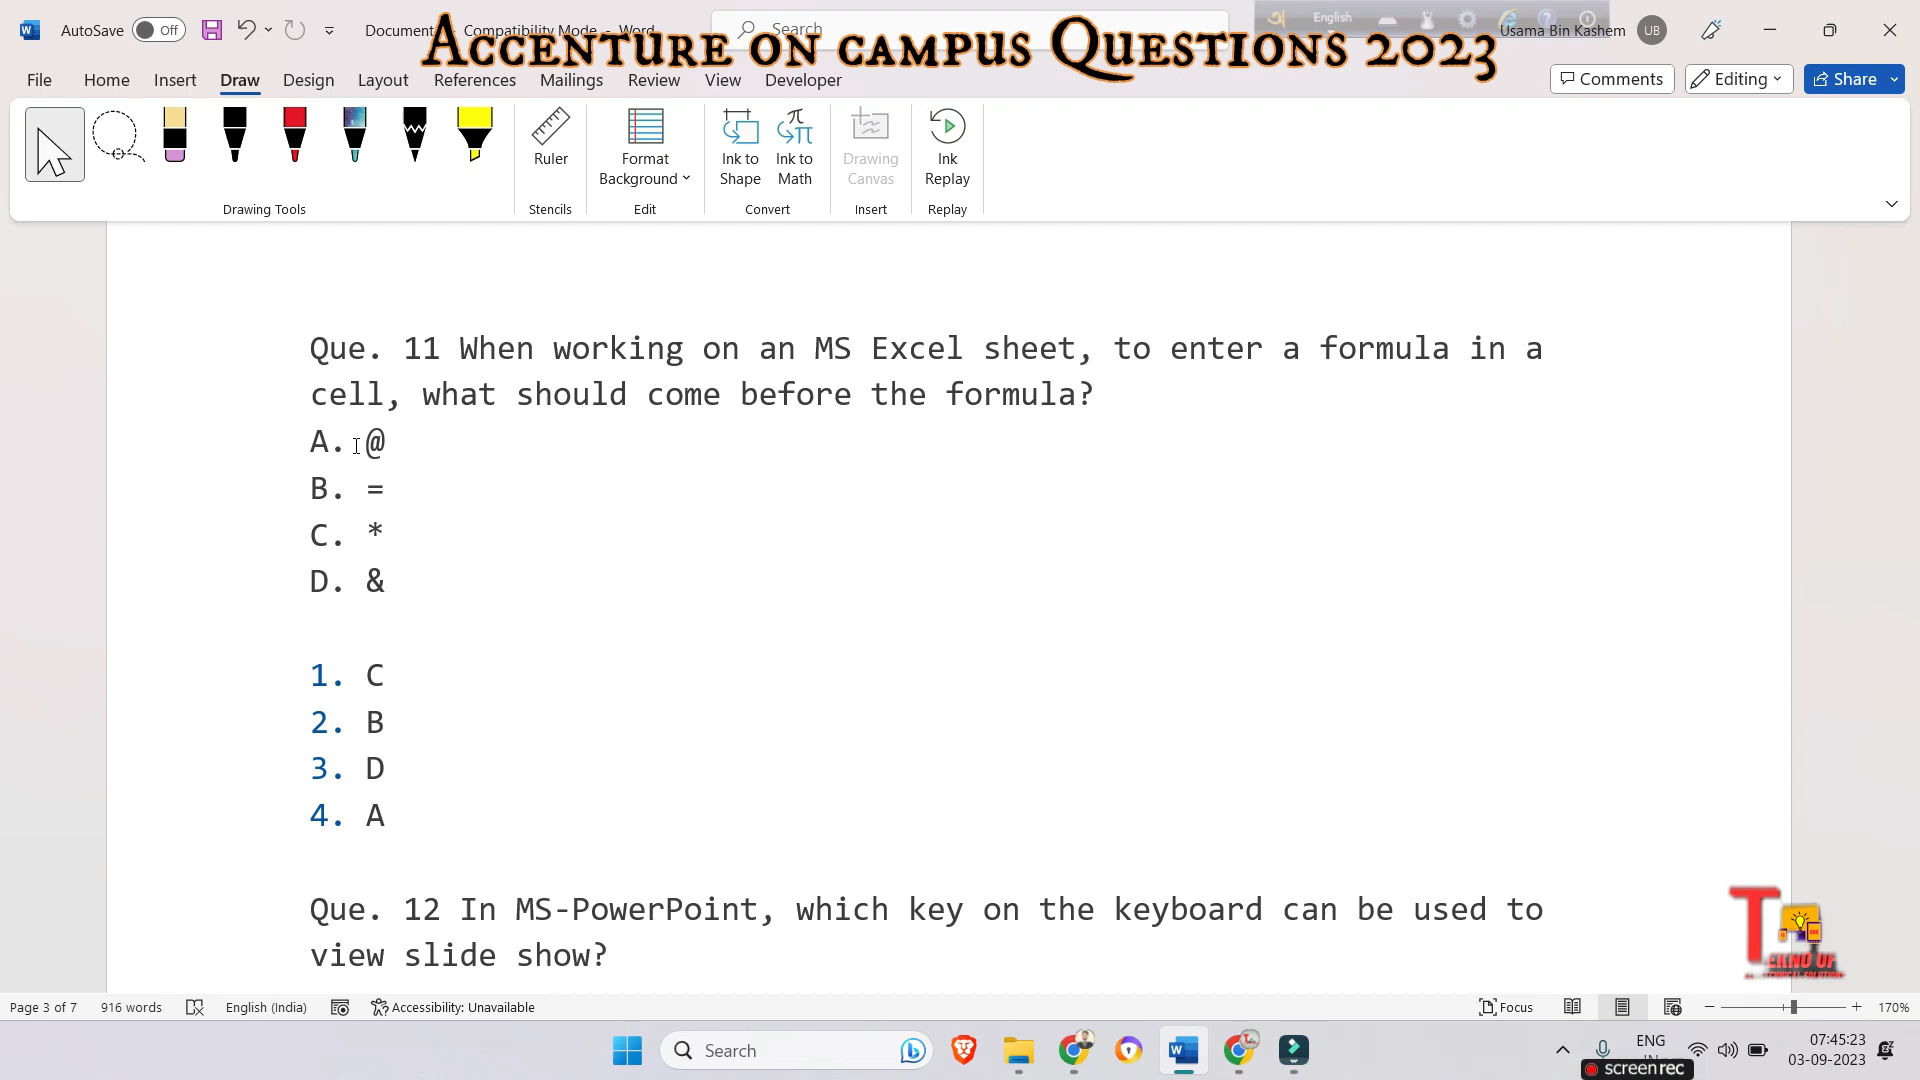 AutoSave Off Document Compatibility Mode - Word Search English Usama Bin Kashem UB
Accenture on campus Questions 2023
File Home Insert Draw Design Layout References Mailings Review View Developer Comments Editing Share
Ruler Format Background Ink to Shape Ink to Math Drawing Canvas Ink Replay
Drawing Tools Stencils Edit Convert Insert Replay
Que. 11 When working on an MS Excel sheet, to enter a formula in a
cell, what should come before the formula?
A. @
B. =
C. *
D. &
1. C
2. B
3. D
4. A
Que. 12 In MS-PowerPoint, which key on the keyboard can be used to
view slide show?
TEKNO UF
Page 3 of 7 916 words English (India) Accessibility: Unavailable Focus 170%
Search ENG 07:45:23
03-09-2023
screenrec